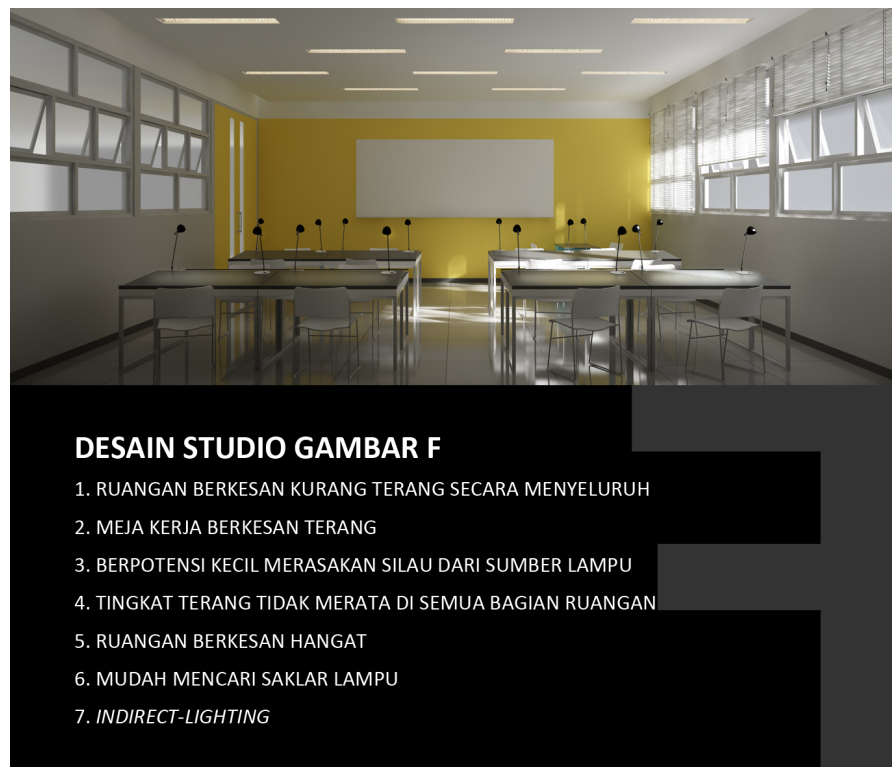 DESAIN STUDIO GAMBAR F
1. RUANGAN BERKESAN KURANG TERANG SECARA MENYELURUH
2. MEJA KERJA BERKESAN TERANG
3. BERPOTENSI KECIL MERASAKAN SILAU DARI SUMBER LAMPU
4. TINGKAT TERANG TIDAK MERATA DI SEMUA BAGIAN RUANGAN
5. RUANGAN BERKESAN HANGAT
6. MUDAH MENCARI SAKLAR LAMPU
7. INDIRECT-LIGHTING